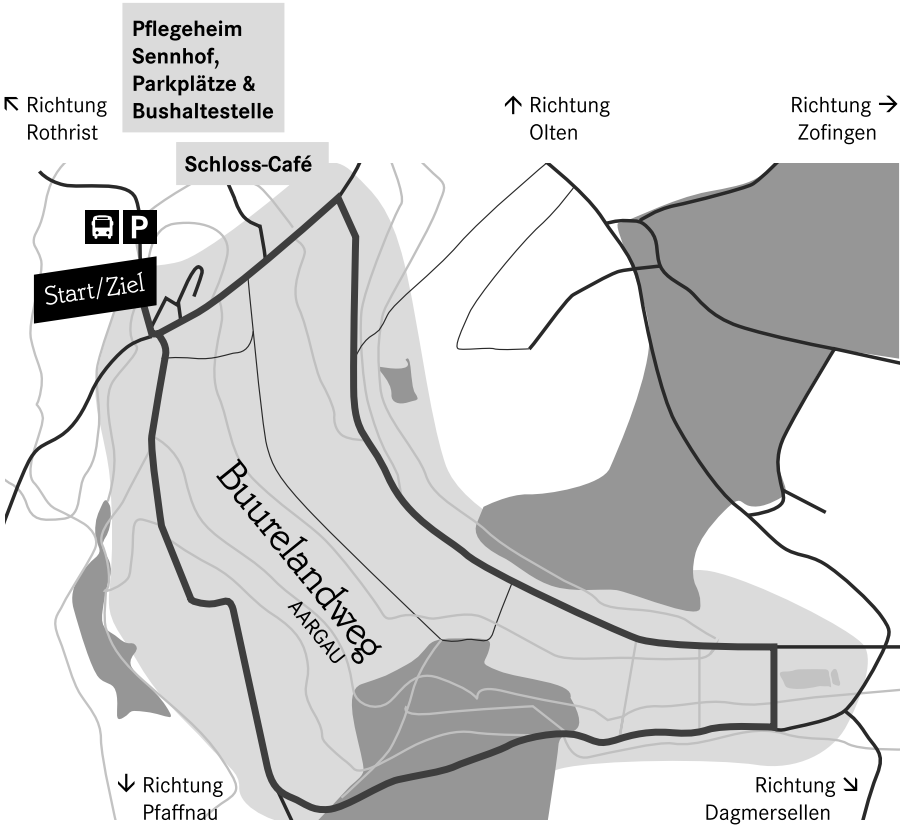 Pflegeheim
Sennhof,
Parkplätze &
Bushaltestelle
↖ Richtung
Rothrist
↑ Richtung
Olten
Richtung →
Zofingen
Schloss-Café
P
Start/Ziel
Buurelandweg
AARGAU
↓ Richtung
Pfaffnau
Richtung ↘
Dagmersellen